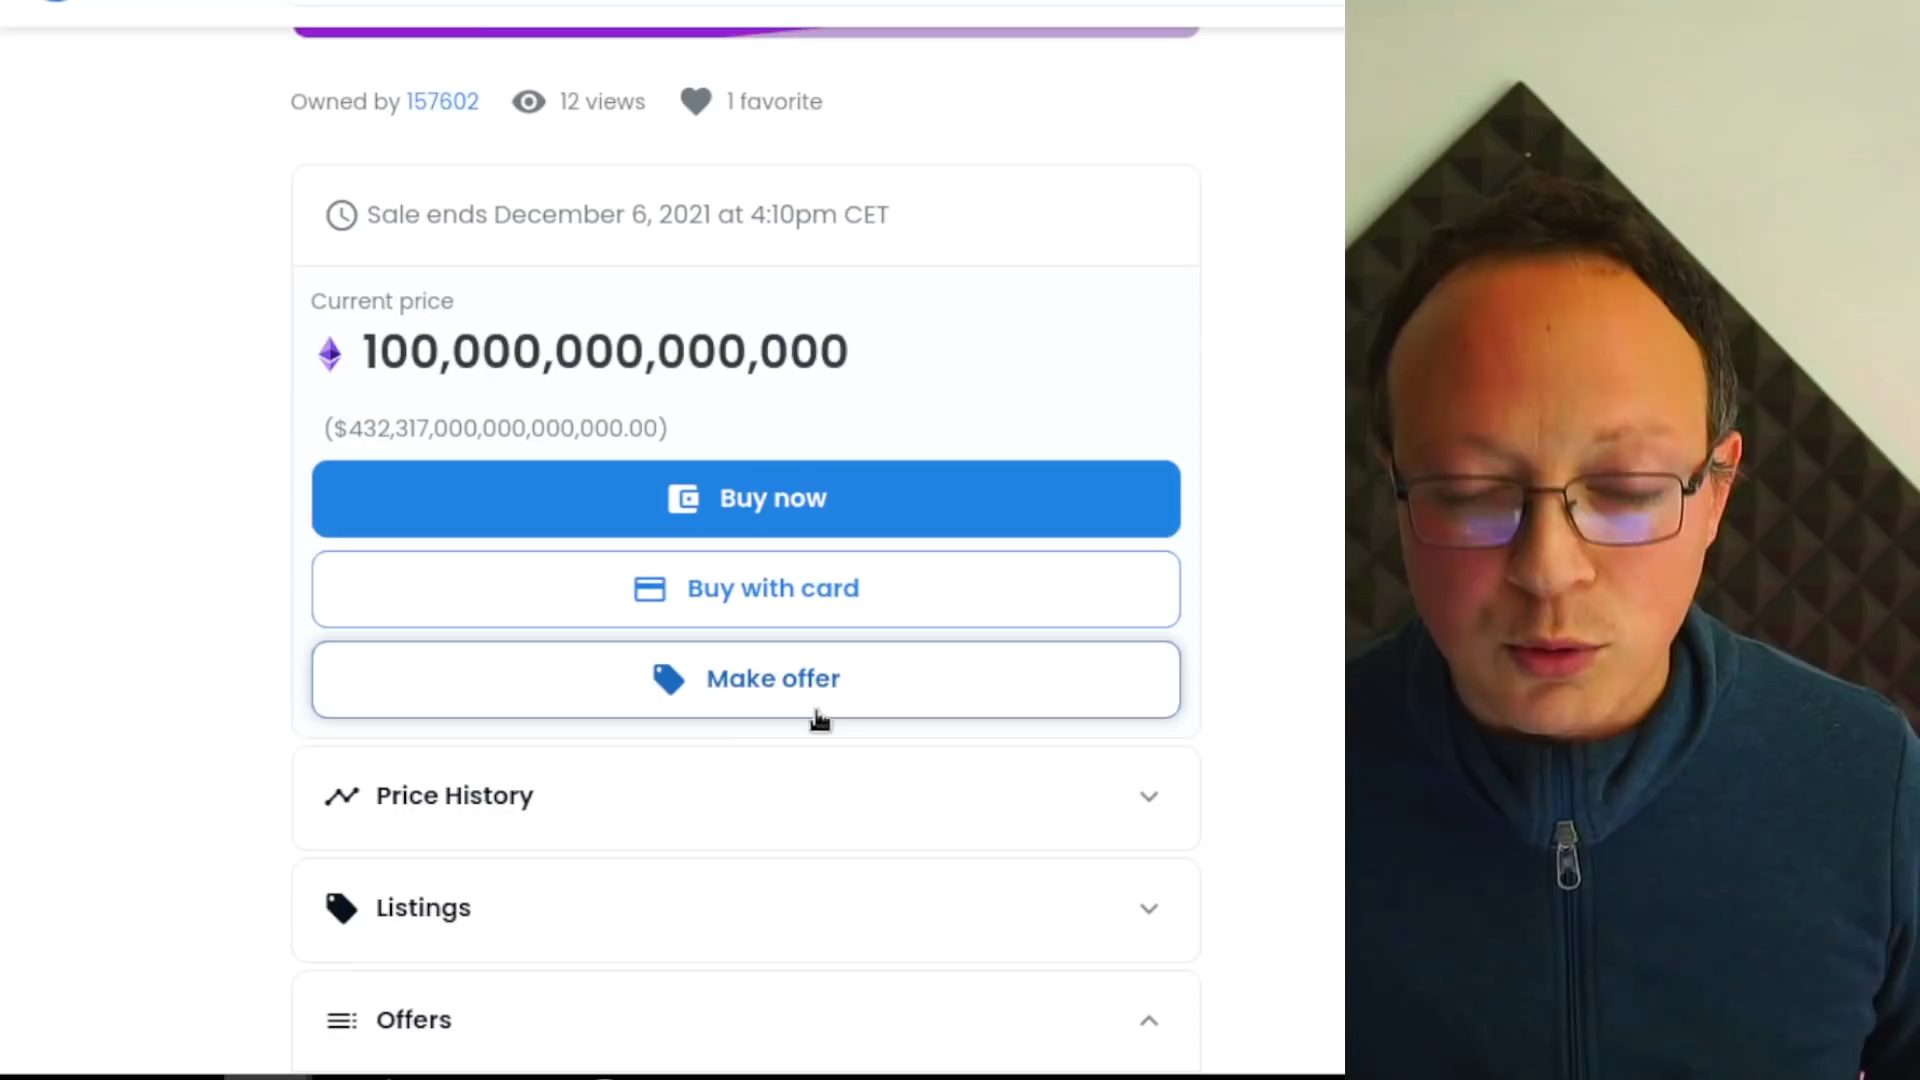 Owned by 157602 12 views 1 favorite
Sale ends December 6, 2021 at 4:10pm CET
Current price
100,000,000,000,000
($432,317,000,000,000,000.00)
Buy now
Buy with card
Make offer
Price History
Listings
Offers